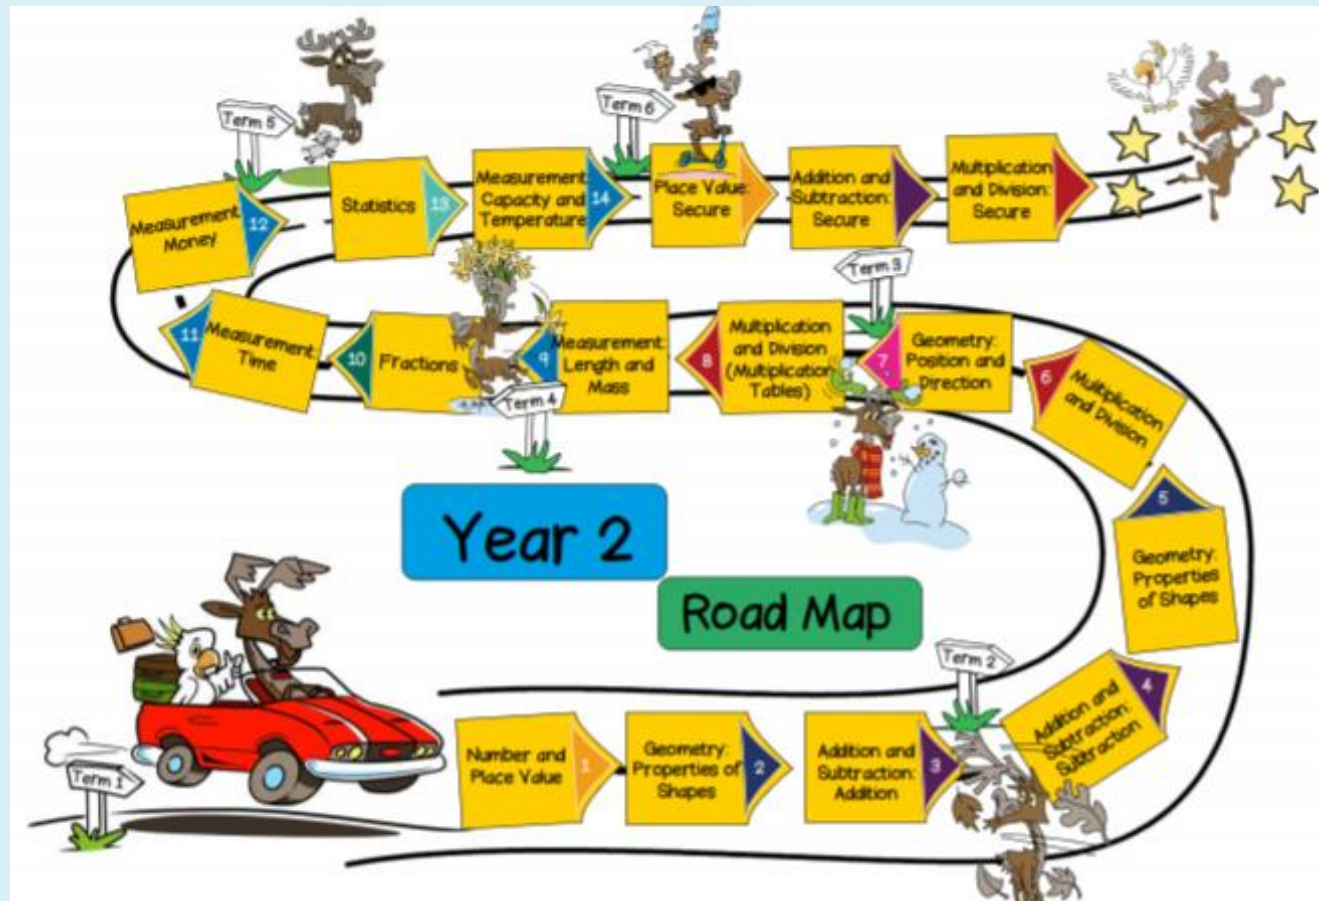 Term 5
Term 6
Measurement
Money
12
Statistics
13
Measurement:
Capacity and
Temperature
14
Place Value:
Secure
Addition and
Subtraction:
Secure
Multiplication
and Division:
Secure
11
Measurement:
Time
10
Fractions
9
Measurement:
Length and
Mass
Term 4
8
Multiplication
and Division
(Multiplication
Tables)
Term 3
7
Geometry:
Position and
Direction
6
Multiplication
and Division
5
Geometry:
Properties
of Shapes
Year 2
Road Map
Term 2
4
Addition and
Subtraction:
Subtraction
Term 1
Number and
Place Value
1
Geometry:
Properties of
Shapes
2
Addition and
Subtraction:
Addition
3